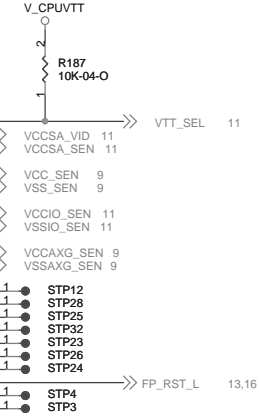 V_CPUVTT
2
R187
10K-04-O
1
VTT_SEL 11
VCCSA_VID 11
VCCSA_SEN 11
VCC_SEN 9
VSS_SEN 9
VCCIO_SEN 11
VSSIO_SEN 11
VCCAXG_SEN 9
VSSAXG_SEN 9
1 STP12
1 STP28
1 STP25
1 STP32
1 STP23
1 STP26
1 STP24
FP_RST_L 13,16
1 STP4
1 STP3